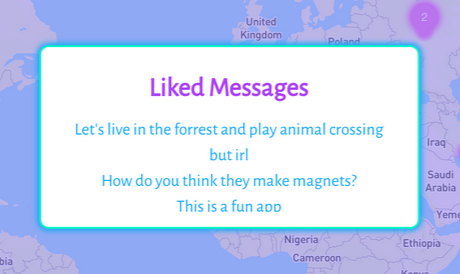 United
Kingdom
Poland
2
Liked Messages
Let's live in the forrest and play animal crossing
but irl
How do you think they make magnets?
This is a fun app
Iraq
Saudi
Arabia
Nigeria
Ethiopia
Cameroon